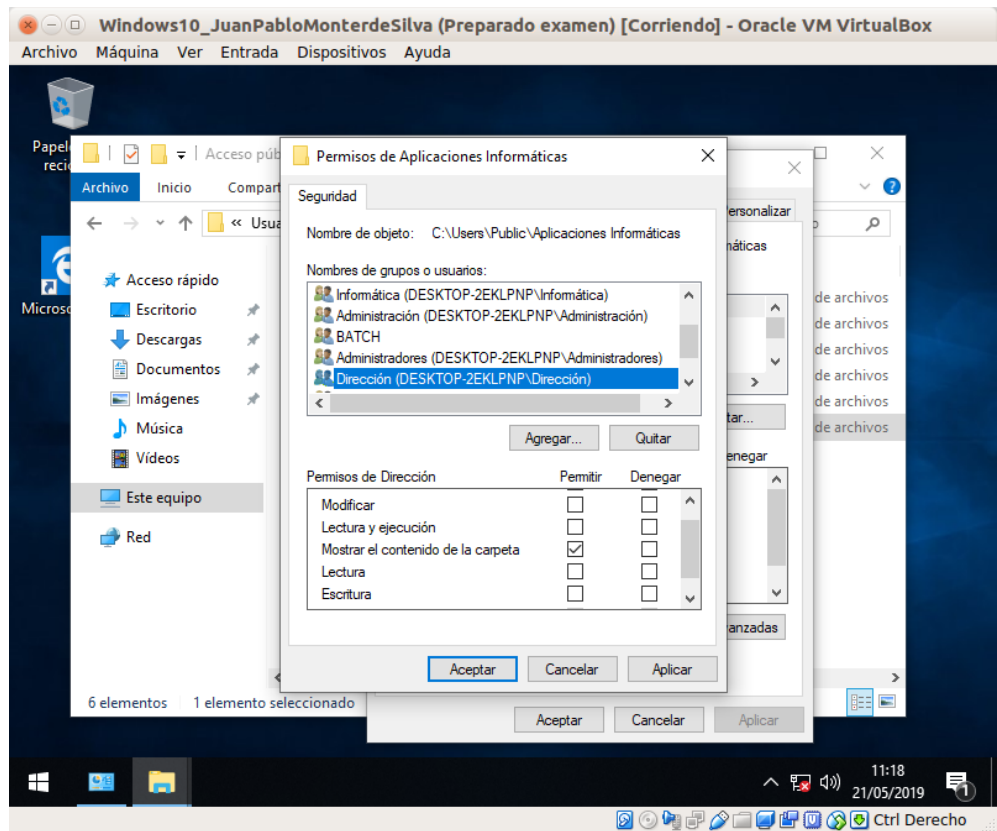 Windows10_JuanPabloMonterdeSilva (Preparado examen) [Corriendo] - Oracle VM VirtualBox
Archivo Máquina Ver Entrada Dispositivos Ayuda
Papel
reci
Acceso púb
Permisos de Aplicaciones Informáticas
Archivo Inicio Compart
Seguridad
Personalizar
« Usua
Nombre de objeto: C:\Users\Public\Aplicaciones Informáticas
máticas
Nombres de grupos o usuarios:
Acceso rápido
Informática (DESKTOP-2EKLPNP\Informática)
de archivos
Microso
Escritorio
Administración (DESKTOP-2EKLPNP\Administración)
de archivos
Descargas
BATCH
de archivos
Documentos
Administradores (DESKTOP-2EKLPNP\Administradores)
de archivos
Imágenes
Dirección (DESKTOP-2EKLPNP\Dirección)
de archivos
Música
tar...
de archivos
Agregar... Quitar
Vídeos
enegar
Permisos de Dirección Permitir Denegar
Este equipo
Modificar
Lectura y ejecución
Red
Mostrar el contenido de la carpeta
Lectura
Escritura
anzadas
Aceptar Cancelar Aplicar
6 elementos 1 elemento seleccionado
Aceptar Cancelar Aplicar
11:18
21/05/2019
1
Ctrl Derecho